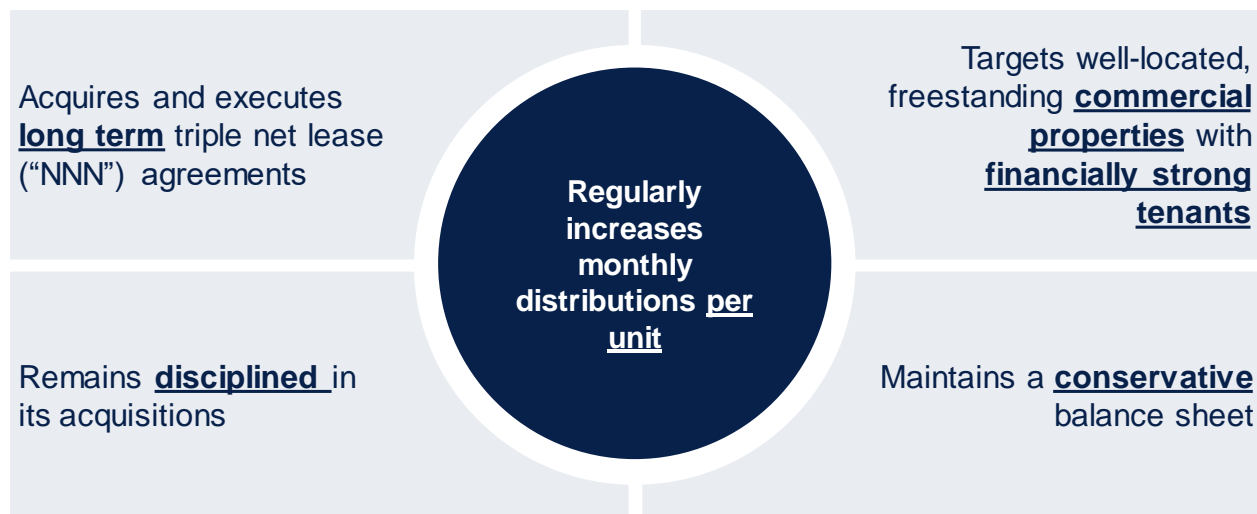 Acquires and executes
long term triple net lease
(“NNN”) agreements
Targets well-located,
freestanding commercial
properties with
financially strong
tenants
Regularly
increases
monthly
distributions per
unit
Remains disciplined in
its acquisitions
Maintains a conservative
balance sheet